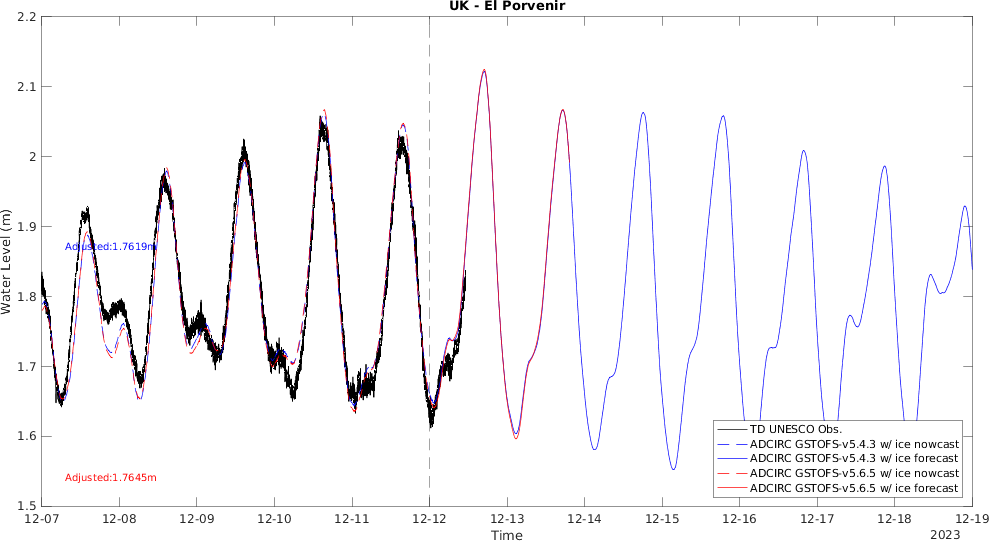 UK - El Porvenir
2.2
2.1
2
1.9
1.8
1.7
1.6
1.5
Water Level (m)
Adjusted:1.7619m
Adjusted:1.7645m
TD UNESCO Obs.
ADCIRC GSTOFS-v5.4.3 w/ ice nowcast
ADCIRC GSTOFS-v5.4.3 w/ ice forecast
ADCIRC GSTOFS-v5.6.5 w/ ice nowcast
ADCIRC GSTOFS-v5.6.5 w/ ice forecast
12-07 12-08 12-09 12-10 12-11 12-12 12-13 12-14 12-15 12-16 12-17 12-18 12-19
Time
2023